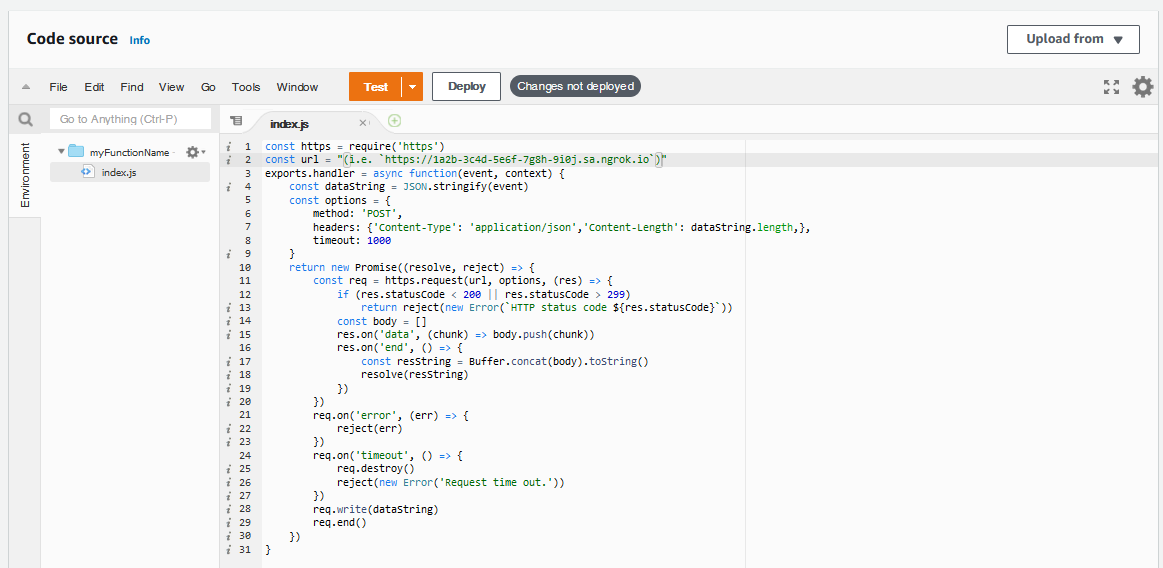 Code source Info
Upload from
File Edit Find View Go Tools Window Test Deploy Changes not deployed
Go to Anything (Ctrl-P)
index.js
Environment
myFunctionName
index.js
1 const https = require('https')
2 const url = "(i.e. `https://1a2b-3c4d-5e6f-7g8h-9i0j.sa.ngrok.io`)"
3 exports.handler = async function(event, context) {
4 const dataString = JSON.stringify(event)
5 const options = {
6 method: 'POST',
7 headers: {'Content-Type': 'application/json','Content-Length': dataString.length,},
8 timeout: 1000
9 }
10 return new Promise((resolve, reject) => {
11 const req = https.request(url, options, (res) => {
12 if (res.statusCode < 200 || res.statusCode > 299)
13 return reject(new Error(`HTTP status code ${res.statusCode}`))
14 const body = []
15 res.on('data', (chunk) => body.push(chunk))
16 res.on('end', () => {
17 const resString = Buffer.concat(body).toString()
18 resolve(resString)
19 })
20 })
21 req.on('error', (err) => {
22 reject(err)
23 })
24 req.on('timeout', () => {
25 req.destroy()
26 reject(new Error('Request time out.'))
27 })
28 req.write(dataString)
29 req.end()
30 })
31 }